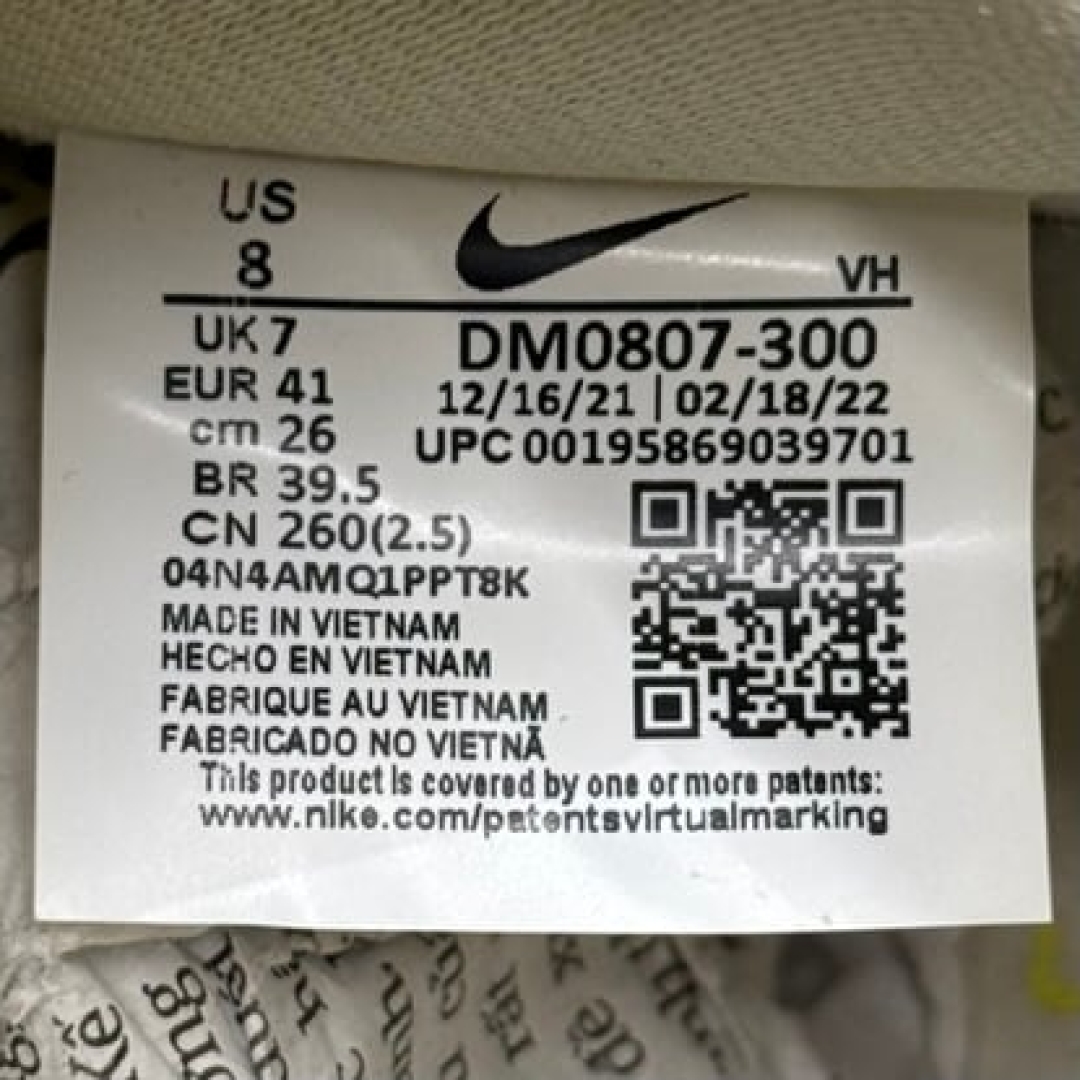 US
8
VH
UK 7
DM0807-300
EUR 41
12/16/21 | 02/18/22
cm 26
UPC 00195869039701
BR 39.5
CN 260(2.5)
04N4AMQ1PPT8K
MADE IN VIETNAM
HECHO EN VIETNAM
FABRIQUE AU VIETNAM
FABRICADO NO VIETNÃ
This product is covered by one or more patents:
www.nike.com/patentsvirtualmarking